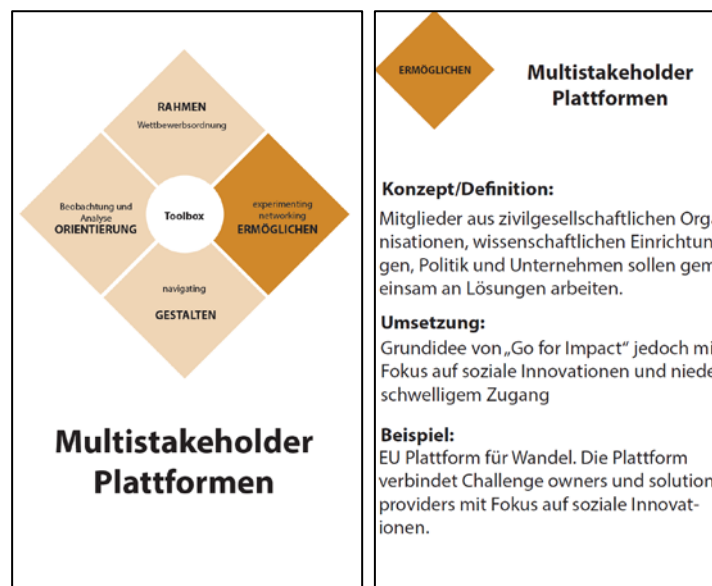 RAHMEN
Wettbewerbsordnung
Beobachtung und
Analyse
ORIENTIERUNG
Toolbox
experimenting
networking
ERMÖGLICHEN
navigating
GESTALTEN
Multistakeholder
Plattformen
ERMÖGLICHEN
Multistakeholder
Plattformen
Konzept/Definition:
Mitglieder aus zivilgesellschaftlichen Orga
nisationen, wissenschaftlichen Einrichtun
gen, Politik und Unternehmen sollen gem
einsam an Lösungen arbeiten.
Umsetzung:
Grundidee von „Go for Impact" jedoch mi
Fokus auf soziale Innovationen und niede
schwelligem Zugang
Beispiel:
EU Plattform für Wandel. Die Plattform
verbindet Challenge owners und solution
providers mit Fokus auf soziale Innovat-
ionen.